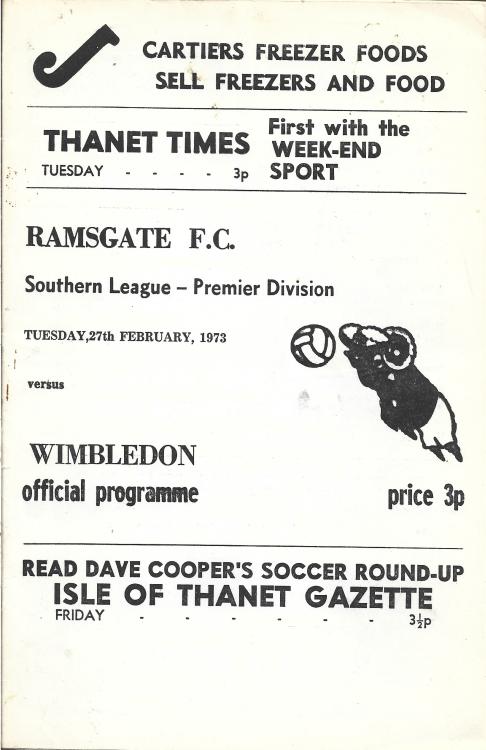 CARTIERS FREEZER FOODS
SELL FREEZERS AND FOOD
THANET TIMES First with the
WEEK-END
TUESDAY - - - - 3p SPORT
RAMSGATE F.C.
Southern League – Premier Division
TUESDAY,27th FEBRUARY, 1973
versus
WIMBLEDON
official programme price 3p
READ DAVE COOPER'S SOCCER ROUND-UP
ISLE OF THANET GAZETTE
FRIDAY - - - - - - 3½p